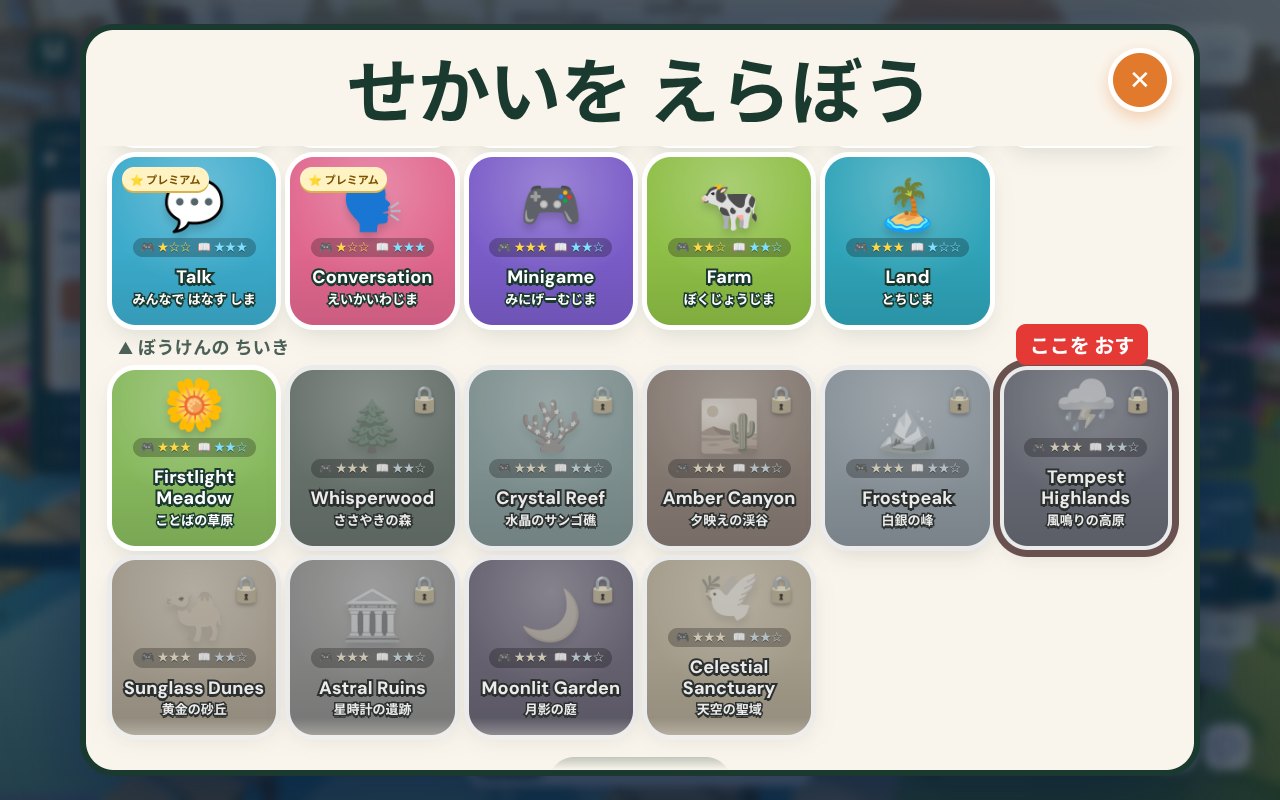 せかいを えらぼう
✕
⭐ プレミアム
★☆☆ ★★★
Talk
みんなで はなす しま
⭐ プレミアム
★☆☆ ★★★
Conversation
えいかいわじま
★★★ ★★☆
Minigame
みにげーむじま
★★☆ ★★☆
Farm
ぼくじょうじま
★★★ ★☆☆
Land
とちじま
▲ ぼうけんの ちいき
ここを おす
★★★ ★★☆
Firstlight
Meadow
ことばの草原
★★★ ★★☆
Whisperwood
ささやきの森
★★★ ★★☆
Crystal Reef
水晶のサンゴ礁
★★★ ★★☆
Amber Canyon
夕映えの渓谷
★★★ ★★☆
Frostpeak
白銀の峰
★★★ ★★☆
Tempest
Highlands
風鳴りの高原
★★★ ★★☆
Sunglass Dunes
黄金の砂丘
★★★ ★★☆
Astral Ruins
星時計の遺跡
★★★ ★★☆
Moonlit Garden
月影の庭
★★★ ★★☆
Celestial
Sanctuary
天空の聖域